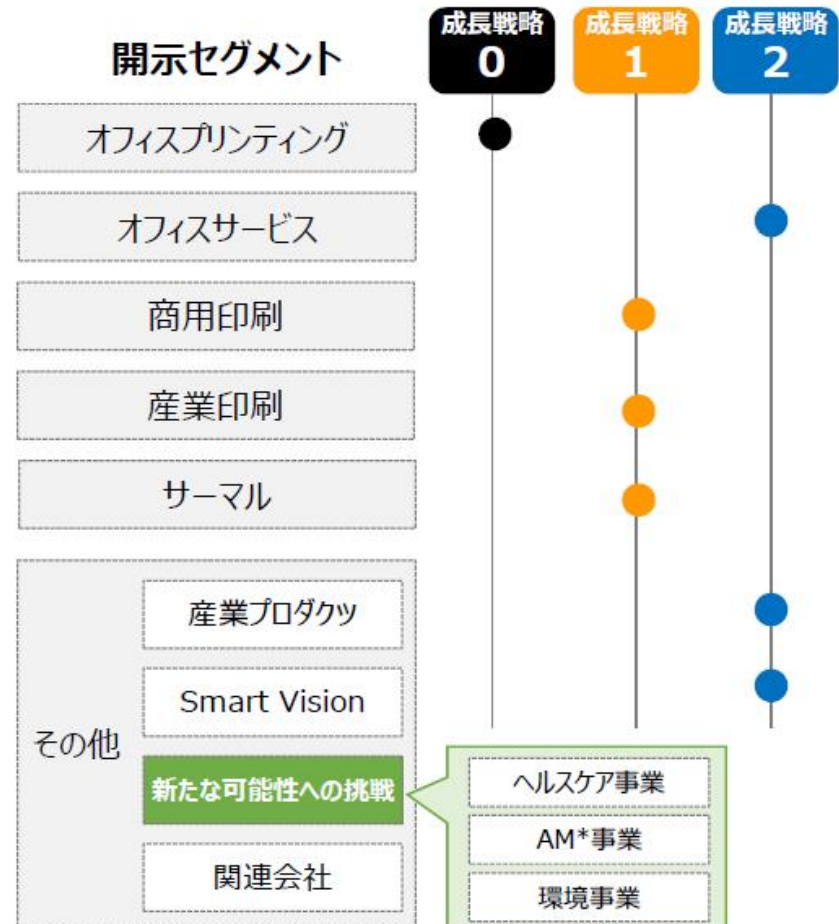 開示セグメント
成長戦略
0
成長戦略
1
成長戦略
2
オフィスプリンティング
オフィスサービス
商用印刷
産業印刷
サーマル
その他
産業プロダクツ
Smart Vision
新たな可能性への挑戦
関連会社
ヘルスケア事業
AM*事業
環境事業